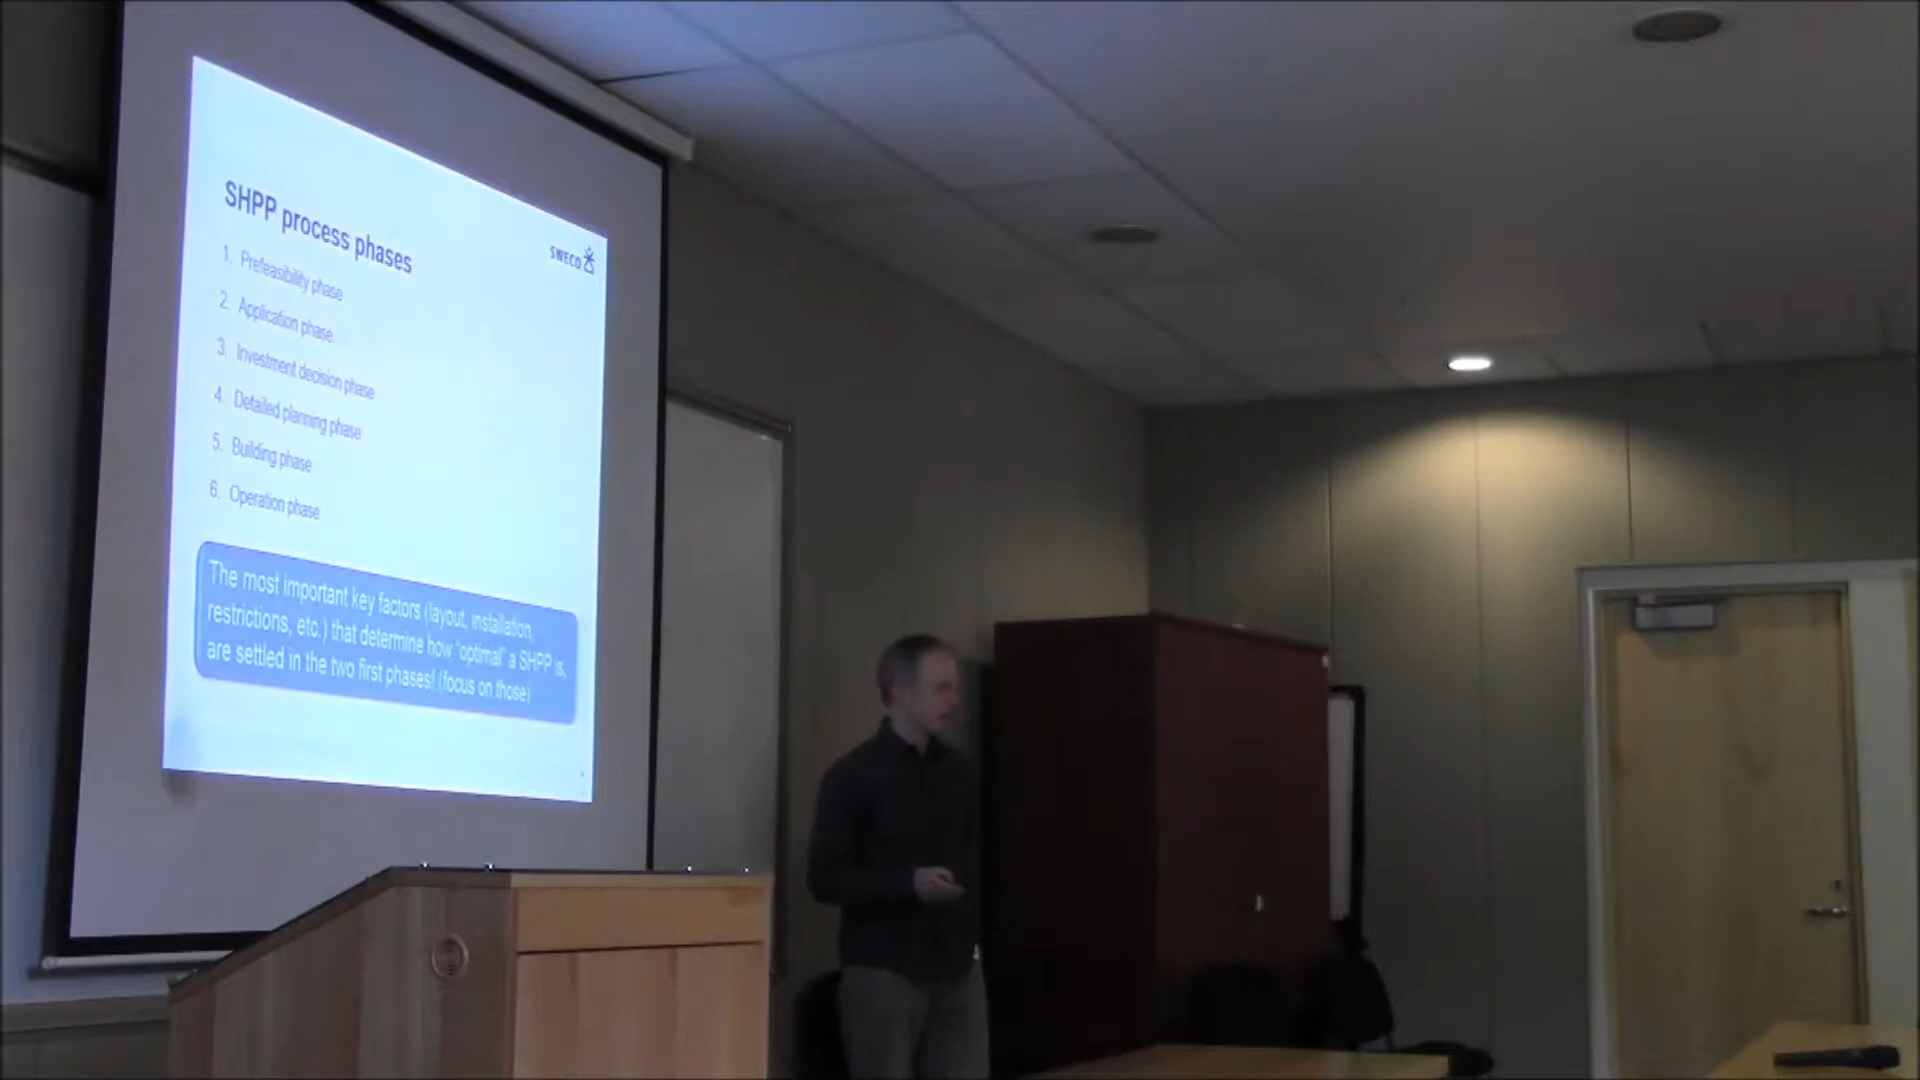 SHPP process phases
SWECO
1. Prefeasibility phase
2. Application phase
3. Investment decision phase
4. Detailed planning phase
5. Building phase
6. Operation phase
The most important key factors (layout, installation,
restrictions, etc.) that determine how "optimal" a SHPP is,
are settled in the two first phases! (focus on those)